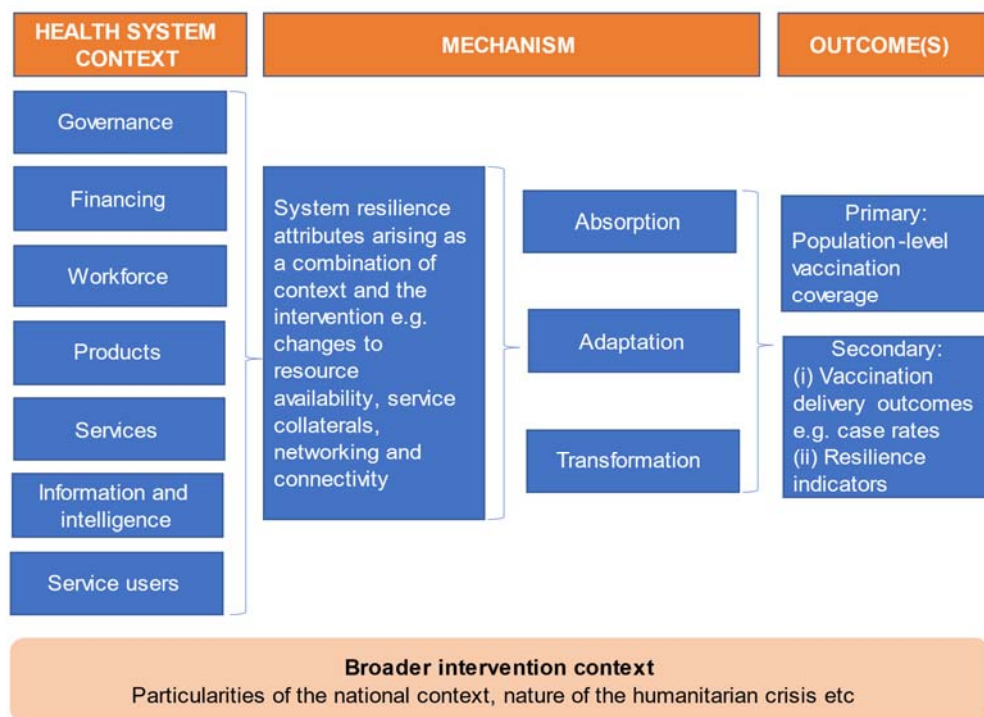 HEALTH SYSTEM
CONTEXT
MECHANISM
OUTCOME(S)
Governance
Financing
Workforce
Products
Services
Information and
intelligence
Service users
System resilience
attributes arising as
a combination of
context and the
intervention e.g.
changes to
resource
availability, service
collaterals,
networking and
connectivity
Absorption
Adaptation
Transformation
Primary:
Population-level
vaccination
coverage
Secondary:
(i) Vaccination
delivery outcomes
e.g. case rates
(ii) Resilience
indicators
Broader intervention context
Particularities of the national context, nature of the humanitarian crisis etc